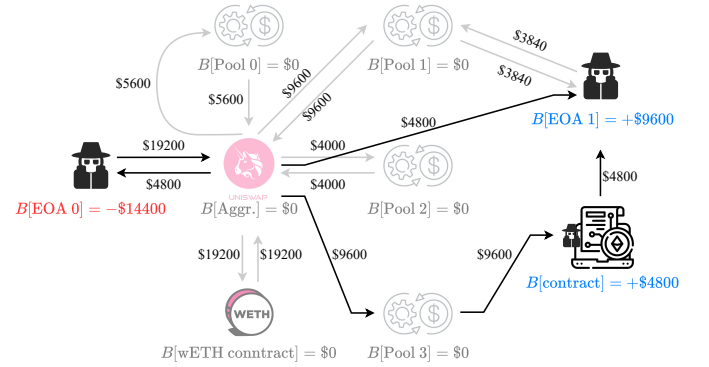 B[Pool 0] = $0
B[Pool 1] = $0
$3840
$3840
$5600
$5600
$9600
$9600
$4800
B[EOA 1] = +$9600
$19200
$4800
$4000
$4000
UNISWAP
$4800
B[EOA 0] = −$14400
B[Aggr.] = $0
B[Pool 2] = $0
$19200
$19200
$9600
$9600
B[contract] = +$4800
WETH
B[wETH conntract] = $0
B[Pool 3] = $0